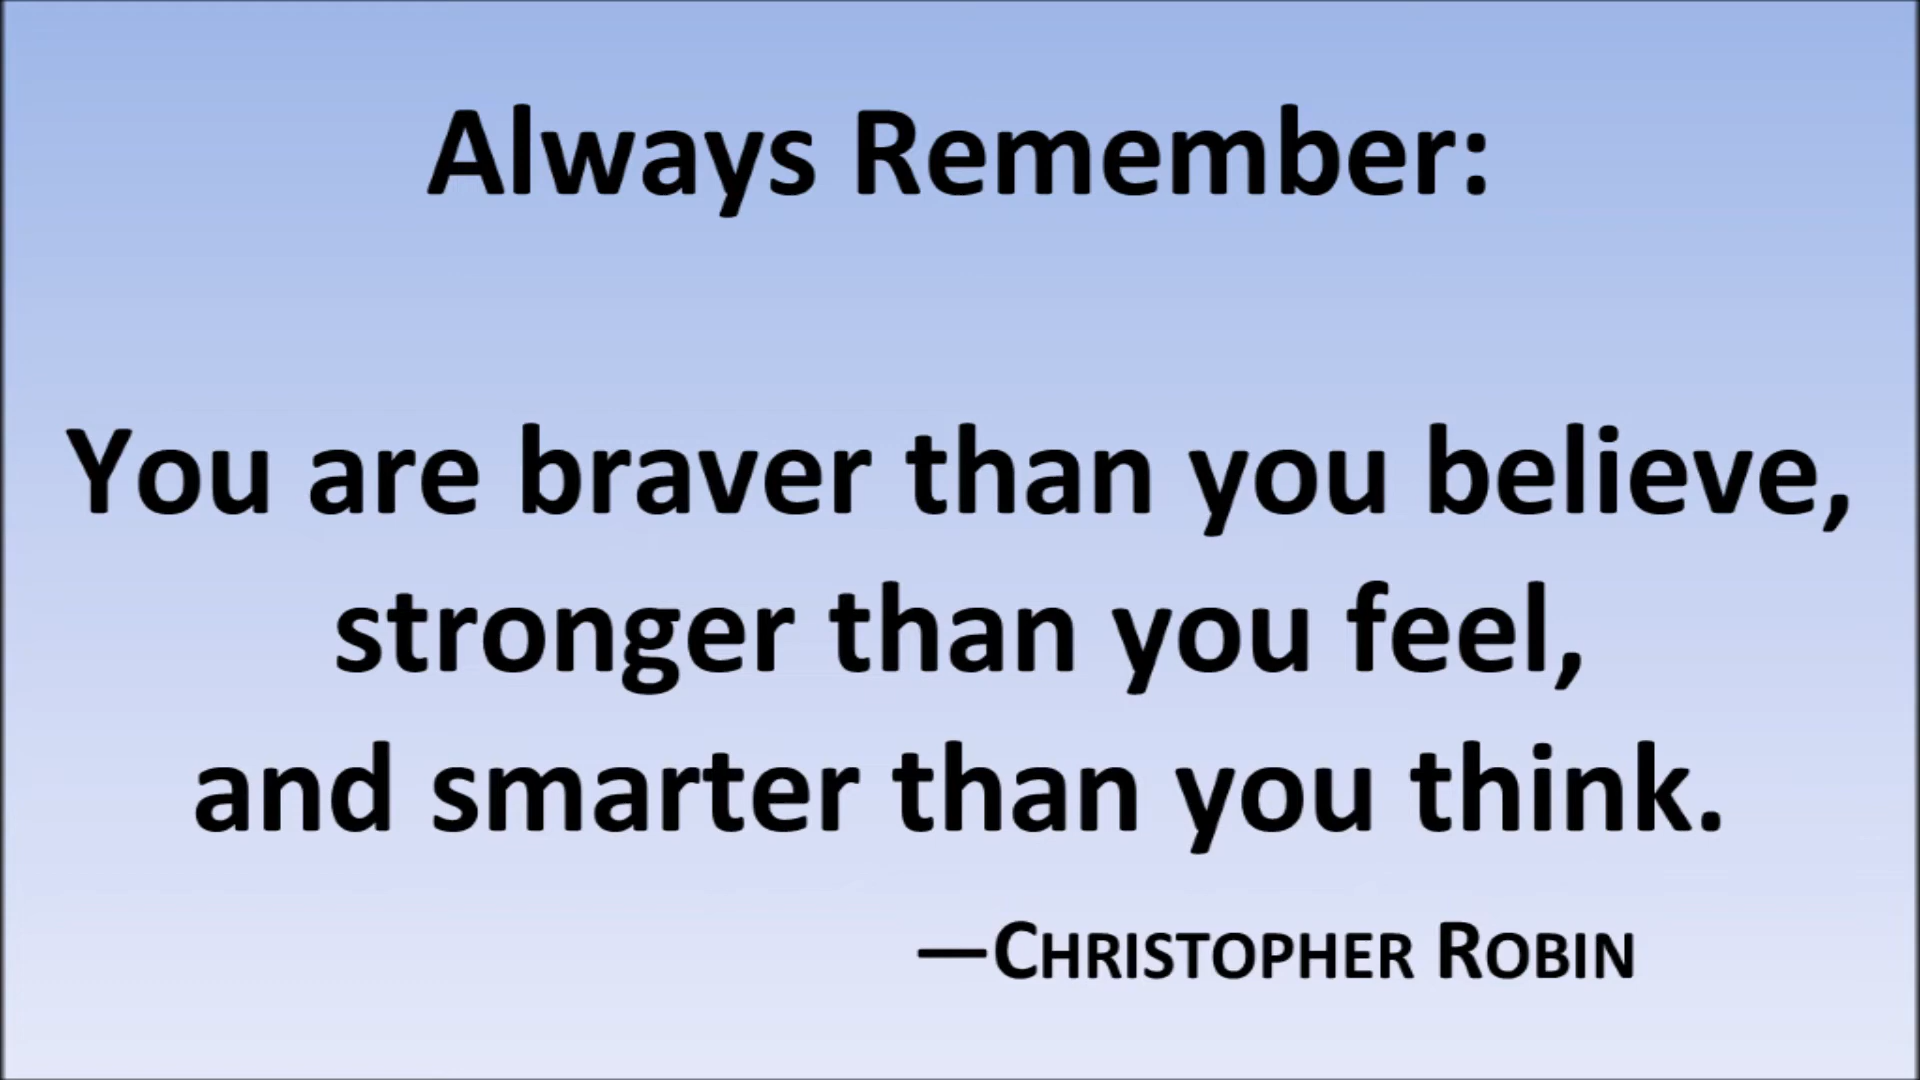 Always Remember:
You are braver than you believe,
stronger than you feel,
and smarter than you think.
—CHRISTOPHER ROBIN